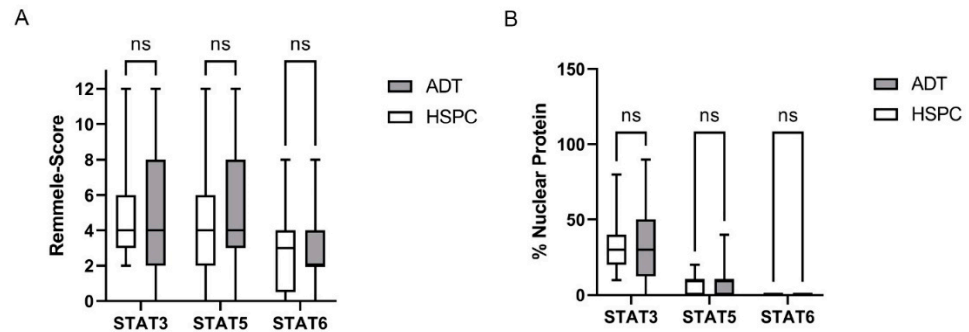 A
ns ns ns
Remmele-Score
12
10
8
6
4
2
0
STAT3 STAT5 STAT6
ADT
HSPC
B
% Nuclear Protein
150
100
50
0
ns ns ns
STAT3 STAT5 STAT6
ADT
HSPC